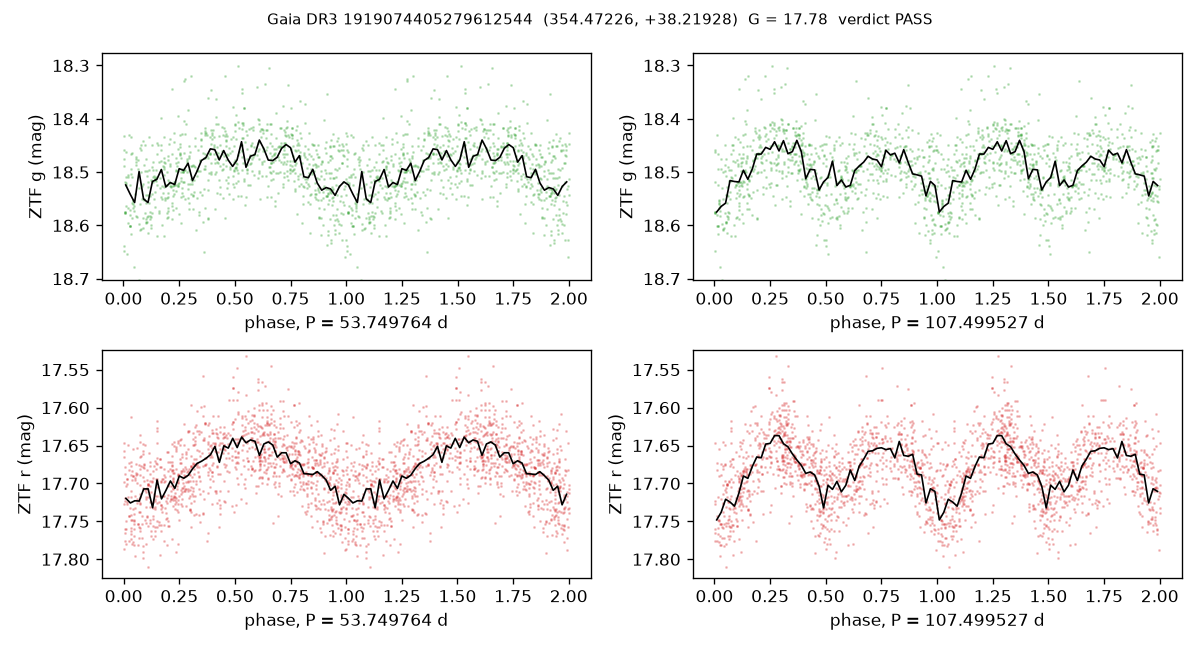 Gaia DR3 1919074405279612544  (354.47226, +38.21928)  G = 17.78  verdict PASS
ZTF g (mag)
18.3
18.4
18.5
18.6
18.7
0.00 0.25 0.50 0.75 1.00 1.25 1.50 1.75 2.00
phase, P = 53.749764 d
ZTF g (mag)
18.3
18.4
18.5
18.6
18.7
0.00 0.25 0.50 0.75 1.00 1.25 1.50 1.75 2.00
phase, P = 107.499527 d
ZTF r (mag)
17.55
17.60
17.65
17.70
17.75
17.80
0.00 0.25 0.50 0.75 1.00 1.25 1.50 1.75 2.00
phase, P = 53.749764 d
ZTF r (mag)
17.55
17.60
17.65
17.70
17.75
17.80
0.00 0.25 0.50 0.75 1.00 1.25 1.50 1.75 2.00
phase, P = 107.499527 d